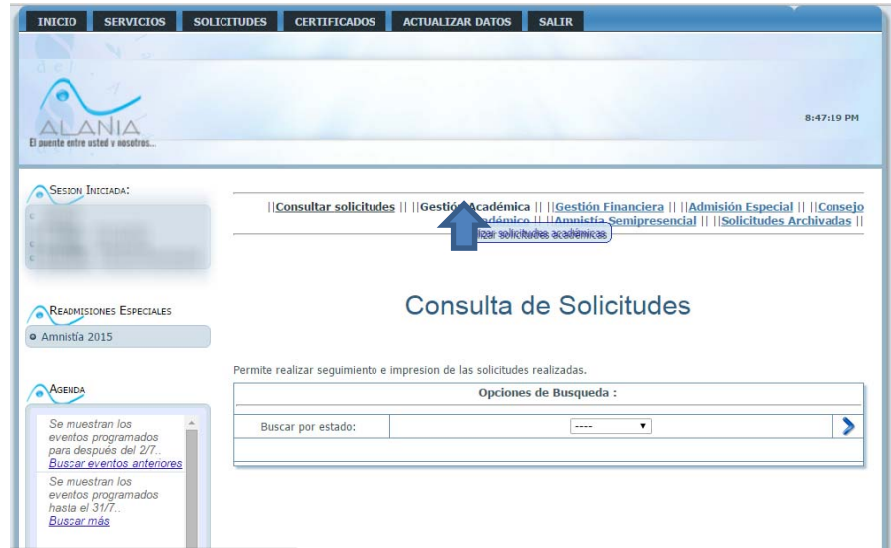 INICIO SERVICIOS SOLICITUDES CERTIFICADOS ACTUALIZAR DATOS SALIR
del
ALANIA
El puente entre usted y nosotros...
8:47:19 PM
SESION INICIADA:
||Consultar solicitudes || ||Gestión Académica || ||Gestión Financiera || ||Admisión Especial || ||Consejo
Académico || ||Amnistía Semipresencial || ||Solicitudes Archivadas ||
solicitudes académicas
READMISIONES ESPECIALES
Amnistía 2015
Consulta de Solicitudes
Permite realizar seguimiento e impresion de las solicitudes realizadas.
Opciones de Busqueda :
Buscar por estado: ----
AGENDA
Se muestran los
eventos programados
para después del 2/7..
Buscar eventos anteriores
Se muestran los
eventos programados
hasta el 31/7..
Buscar más